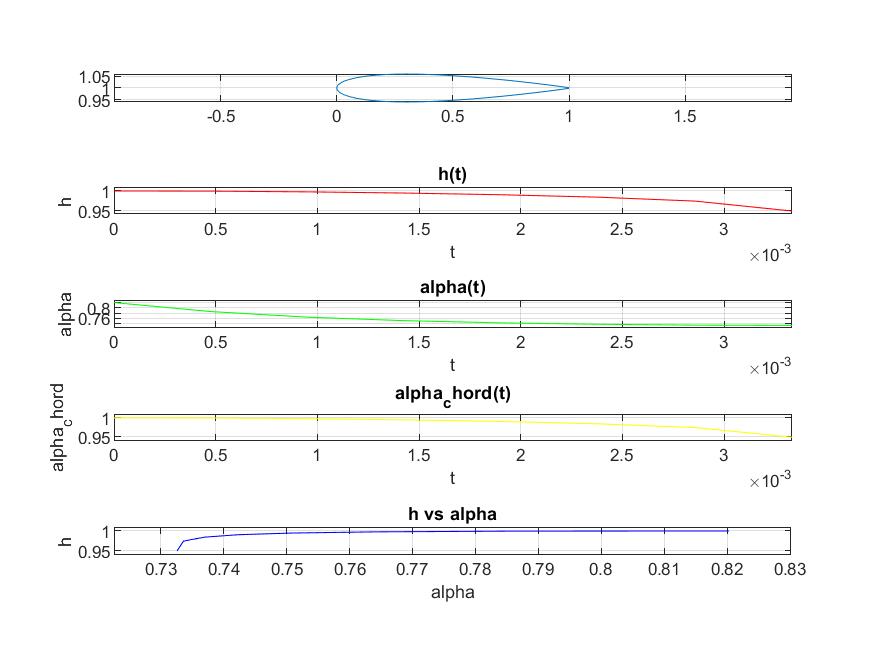 1.05
1
0.95
-0.5 0 0.5 1 1.5
h(t)
h
1
0.95
0 0.5 1 1.5 2 2.5 3
t
×10-3
alpha(t)
alpha
0.8
0.76
0 0.5 1 1.5 2 2.5 3
t
×10-3
alphachord(t)
alphachord
1
0.95
0 0.5 1 1.5 2 2.5 3
t
×10-3
h vs alpha
h
1
0.95
0.73 0.74 0.75 0.76 0.77 0.78 0.79 0.8 0.81 0.82 0.83
alpha